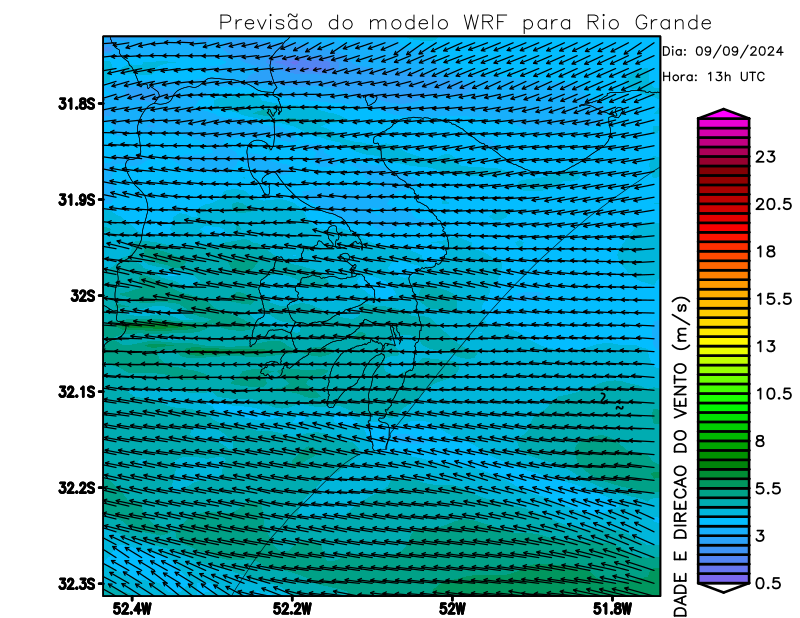 Previsão do modelo WRF para Rio Grande
Dia: 09/09/2024
Hora: 13h UTC
31.8S
31.9S
32S
32.1S
32.2S
32.3S
52.4W
52.2W
52W
51.8W
DADE E DIRECAO DO VENTO (m/s)
23
20.5
18
15.5
13
10.5
8
5.5
3
0.5